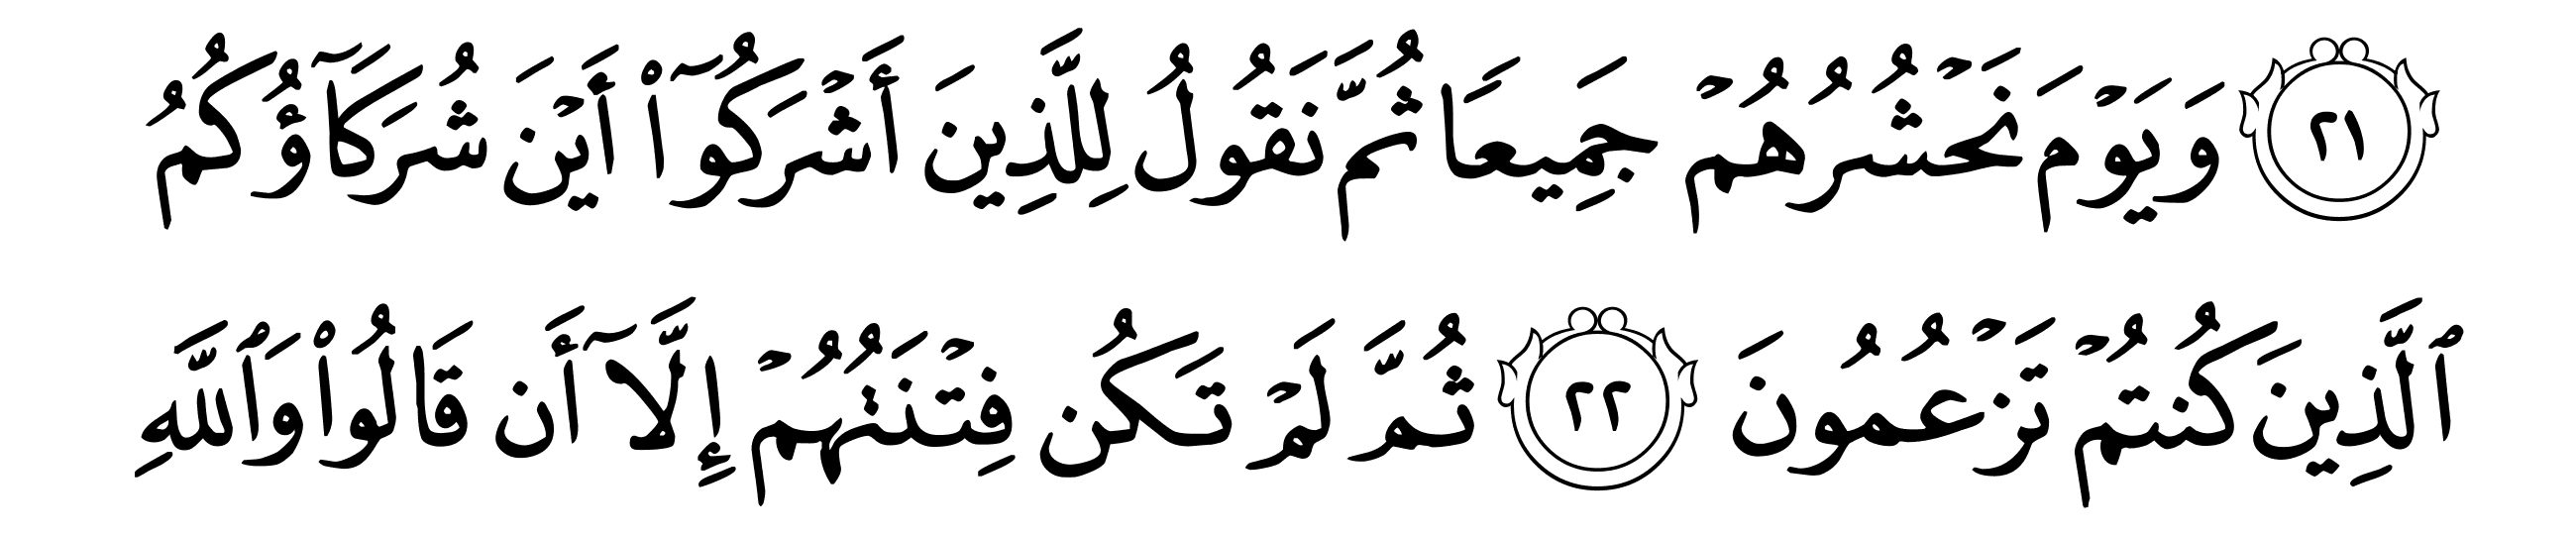 ٢١ وَيَوۡمَ نَحۡشُرُهُمۡ جَمِيعٗا ثُمَّ نَقُولُ لِلَّذِينَ أَشۡرَكُوٓاْ أَيۡنَ شُرَكَآؤُكُمُ
ٱلَّذِينَ كُنتُمۡ تَزۡعُمُونَ ٢٢ ثُمَّ لَمۡ تَكُن فِتۡنَتُهُمۡ إِلَّآ أَن قَالُواْ وَٱللَّهِ